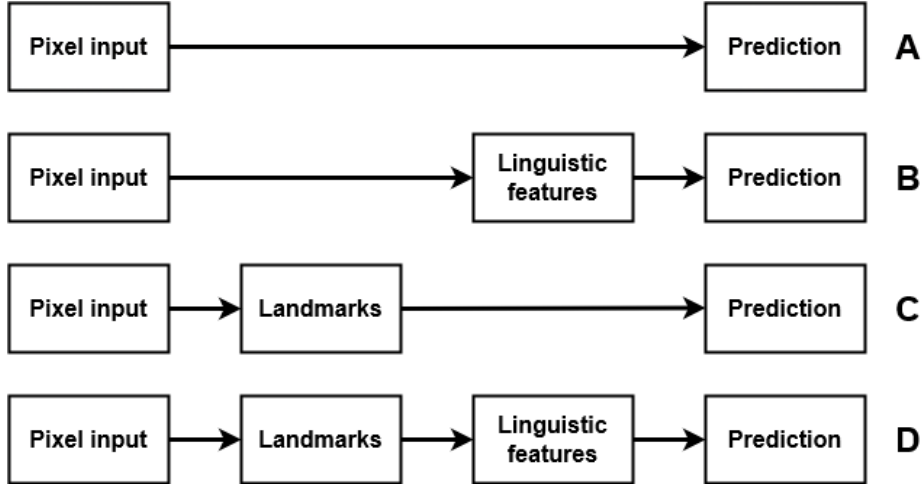 Pixel input Prediction A
Pixel input Linguistic features Prediction B
Pixel input Landmarks Prediction C
Pixel input Landmarks Linguistic features Prediction D